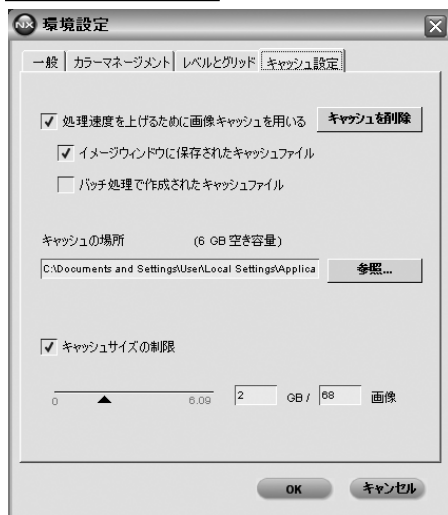 NX 環境設定
一般 カラーマネージメント レベルとグリッド キャッシュ設定
処理速度を上げるために画像キャッシュを用いる キャッシュを削除
イメージウィンドウに保存されたキャッシュファイル
バッチ処理で作成されたキャッシュファイル
キャッシュの場所 (6 GB 空き容量)
C:\Documents and Settings\User\Local Settings\Applica 参照...
キャッシュサイズの制限
0 6.09 2 GB / 68 画像
OK キャンセル